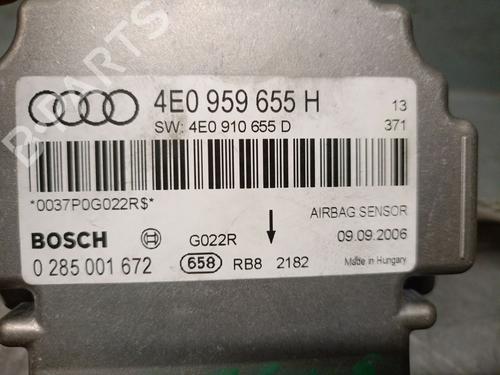 4E0 959 655 H
13
SW: 4E0 910 655 D
371
*0037P0G022R$*
AIRBAG SENSOR
BOSCH
G022R
09.09.2006
0 285 001 672
658
RB8 2182
Made in Hungary
B-PARTS